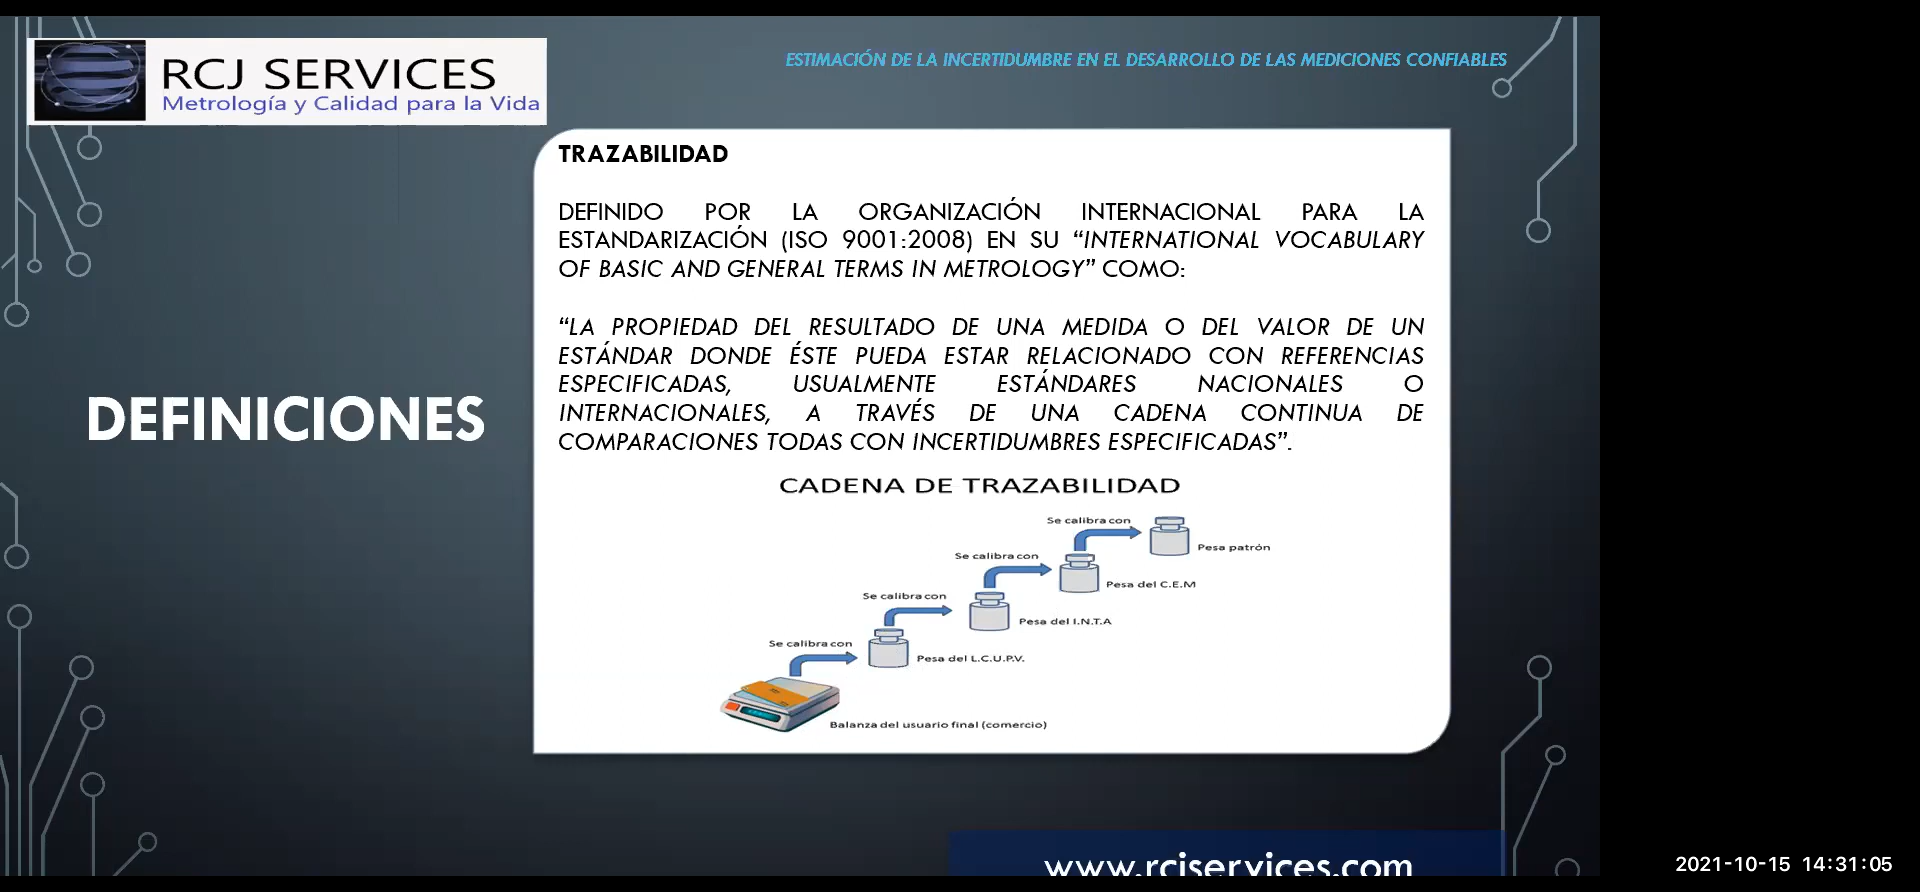 RCJ SERVICES
Metrología y Calidad para la Vida
ESTIMACIÓN DE LA INCERTIDUMBRE EN EL DESARROLLO DE LAS MEDICIONES CONFIABLES
TRAZABILIDAD
DEFINIDO POR LA ORGANIZACIÓN INTERNACIONAL PARA LA
ESTANDARIZACIÓN (ISO 9001:2008) EN SU “INTERNATIONAL VOCABULARY
OF BASIC AND GENERAL TERMS IN METROLOGY” COMO:
“LA PROPIEDAD DEL RESULTADO DE UNA MEDIDA O DEL VALOR DE UN
ESTÁNDAR DONDE ÉSTE PUEDA ESTAR RELACIONADO CON REFERENCIAS
ESPECIFICADAS, USUALMENTE ESTÁNDARES NACIONALES O
INTERNACIONALES, A TRAVÉS DE UNA CADENA CONTINUA DE
COMPARACIONES TODAS CON INCERTIDUMBRES ESPECIFICADAS”.
DEFINICIONES
CADENA DE TRAZABILIDAD
Se calibra con
Pesa patrón
Se calibra con
Pesa del C.E.M
Se calibra con
Pesa del I.N.T.A
Se calibra con
Pesa del L.C.U.P.V.
Balanza del usuario final (comercio)
www.rcjservices.com
2021-10-15 14:31:05